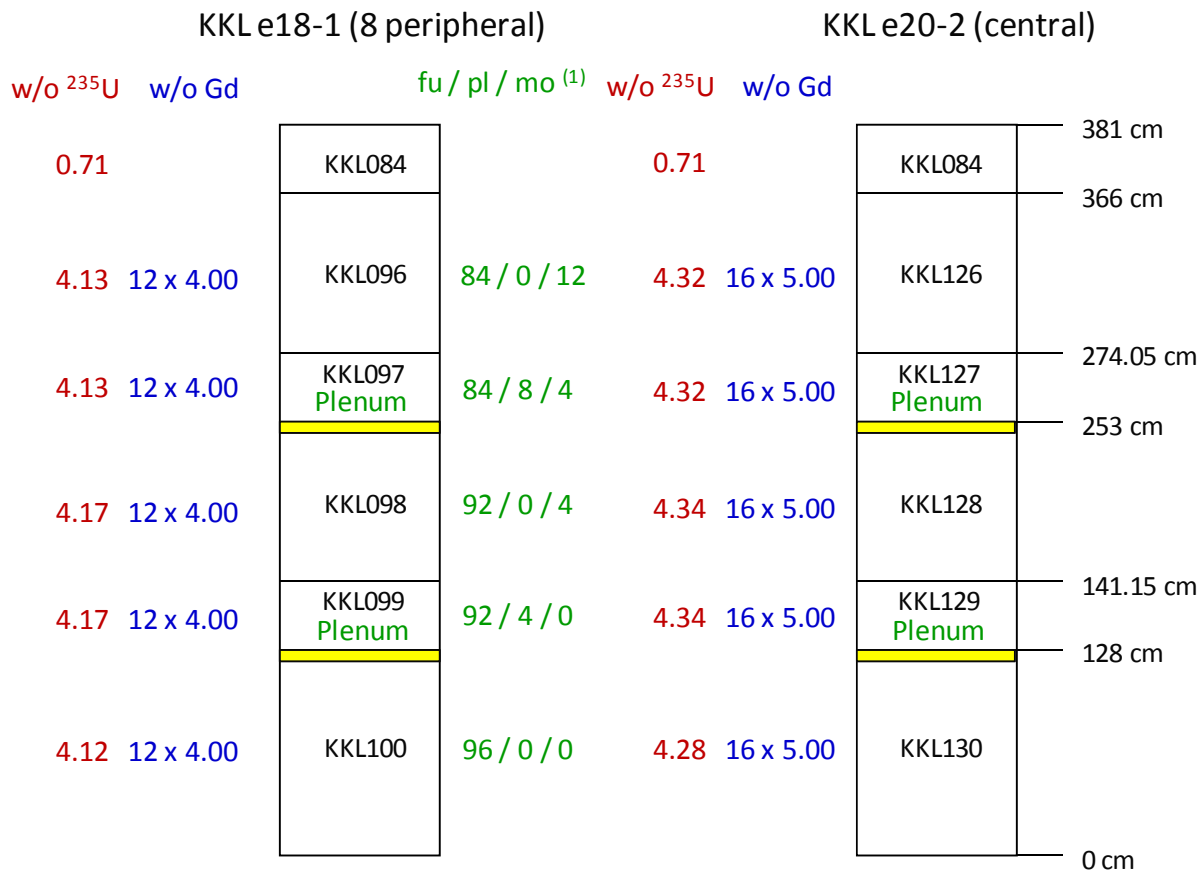 KKL e18-1 (8 peripheral) KKL e20-2 (central)
w/o ²³⁵U w/o Gd fu / pl / mo ⁽¹⁾ w/o ²³⁵U w/o Gd
381 cm
0.71 KKL084 0.71 KKL084
366 cm
4.13 12 x 4.00 KKL096 84 / 0 / 12 4.32 16 x 5.00 KKL126
274.05 cm
4.13 12 x 4.00 KKL097 84 / 8 / 4 4.32 16 x 5.00 KKL127
Plenum Plenum
253 cm
4.17 12 x 4.00 KKL098 92 / 0 / 4 4.34 16 x 5.00 KKL128
141.15 cm
4.17 12 x 4.00 KKL099 92 / 4 / 0 4.34 16 x 5.00 KKL129
Plenum Plenum
128 cm
4.12 12 x 4.00 KKL100 96 / 0 / 0 4.28 16 x 5.00 KKL130
0 cm